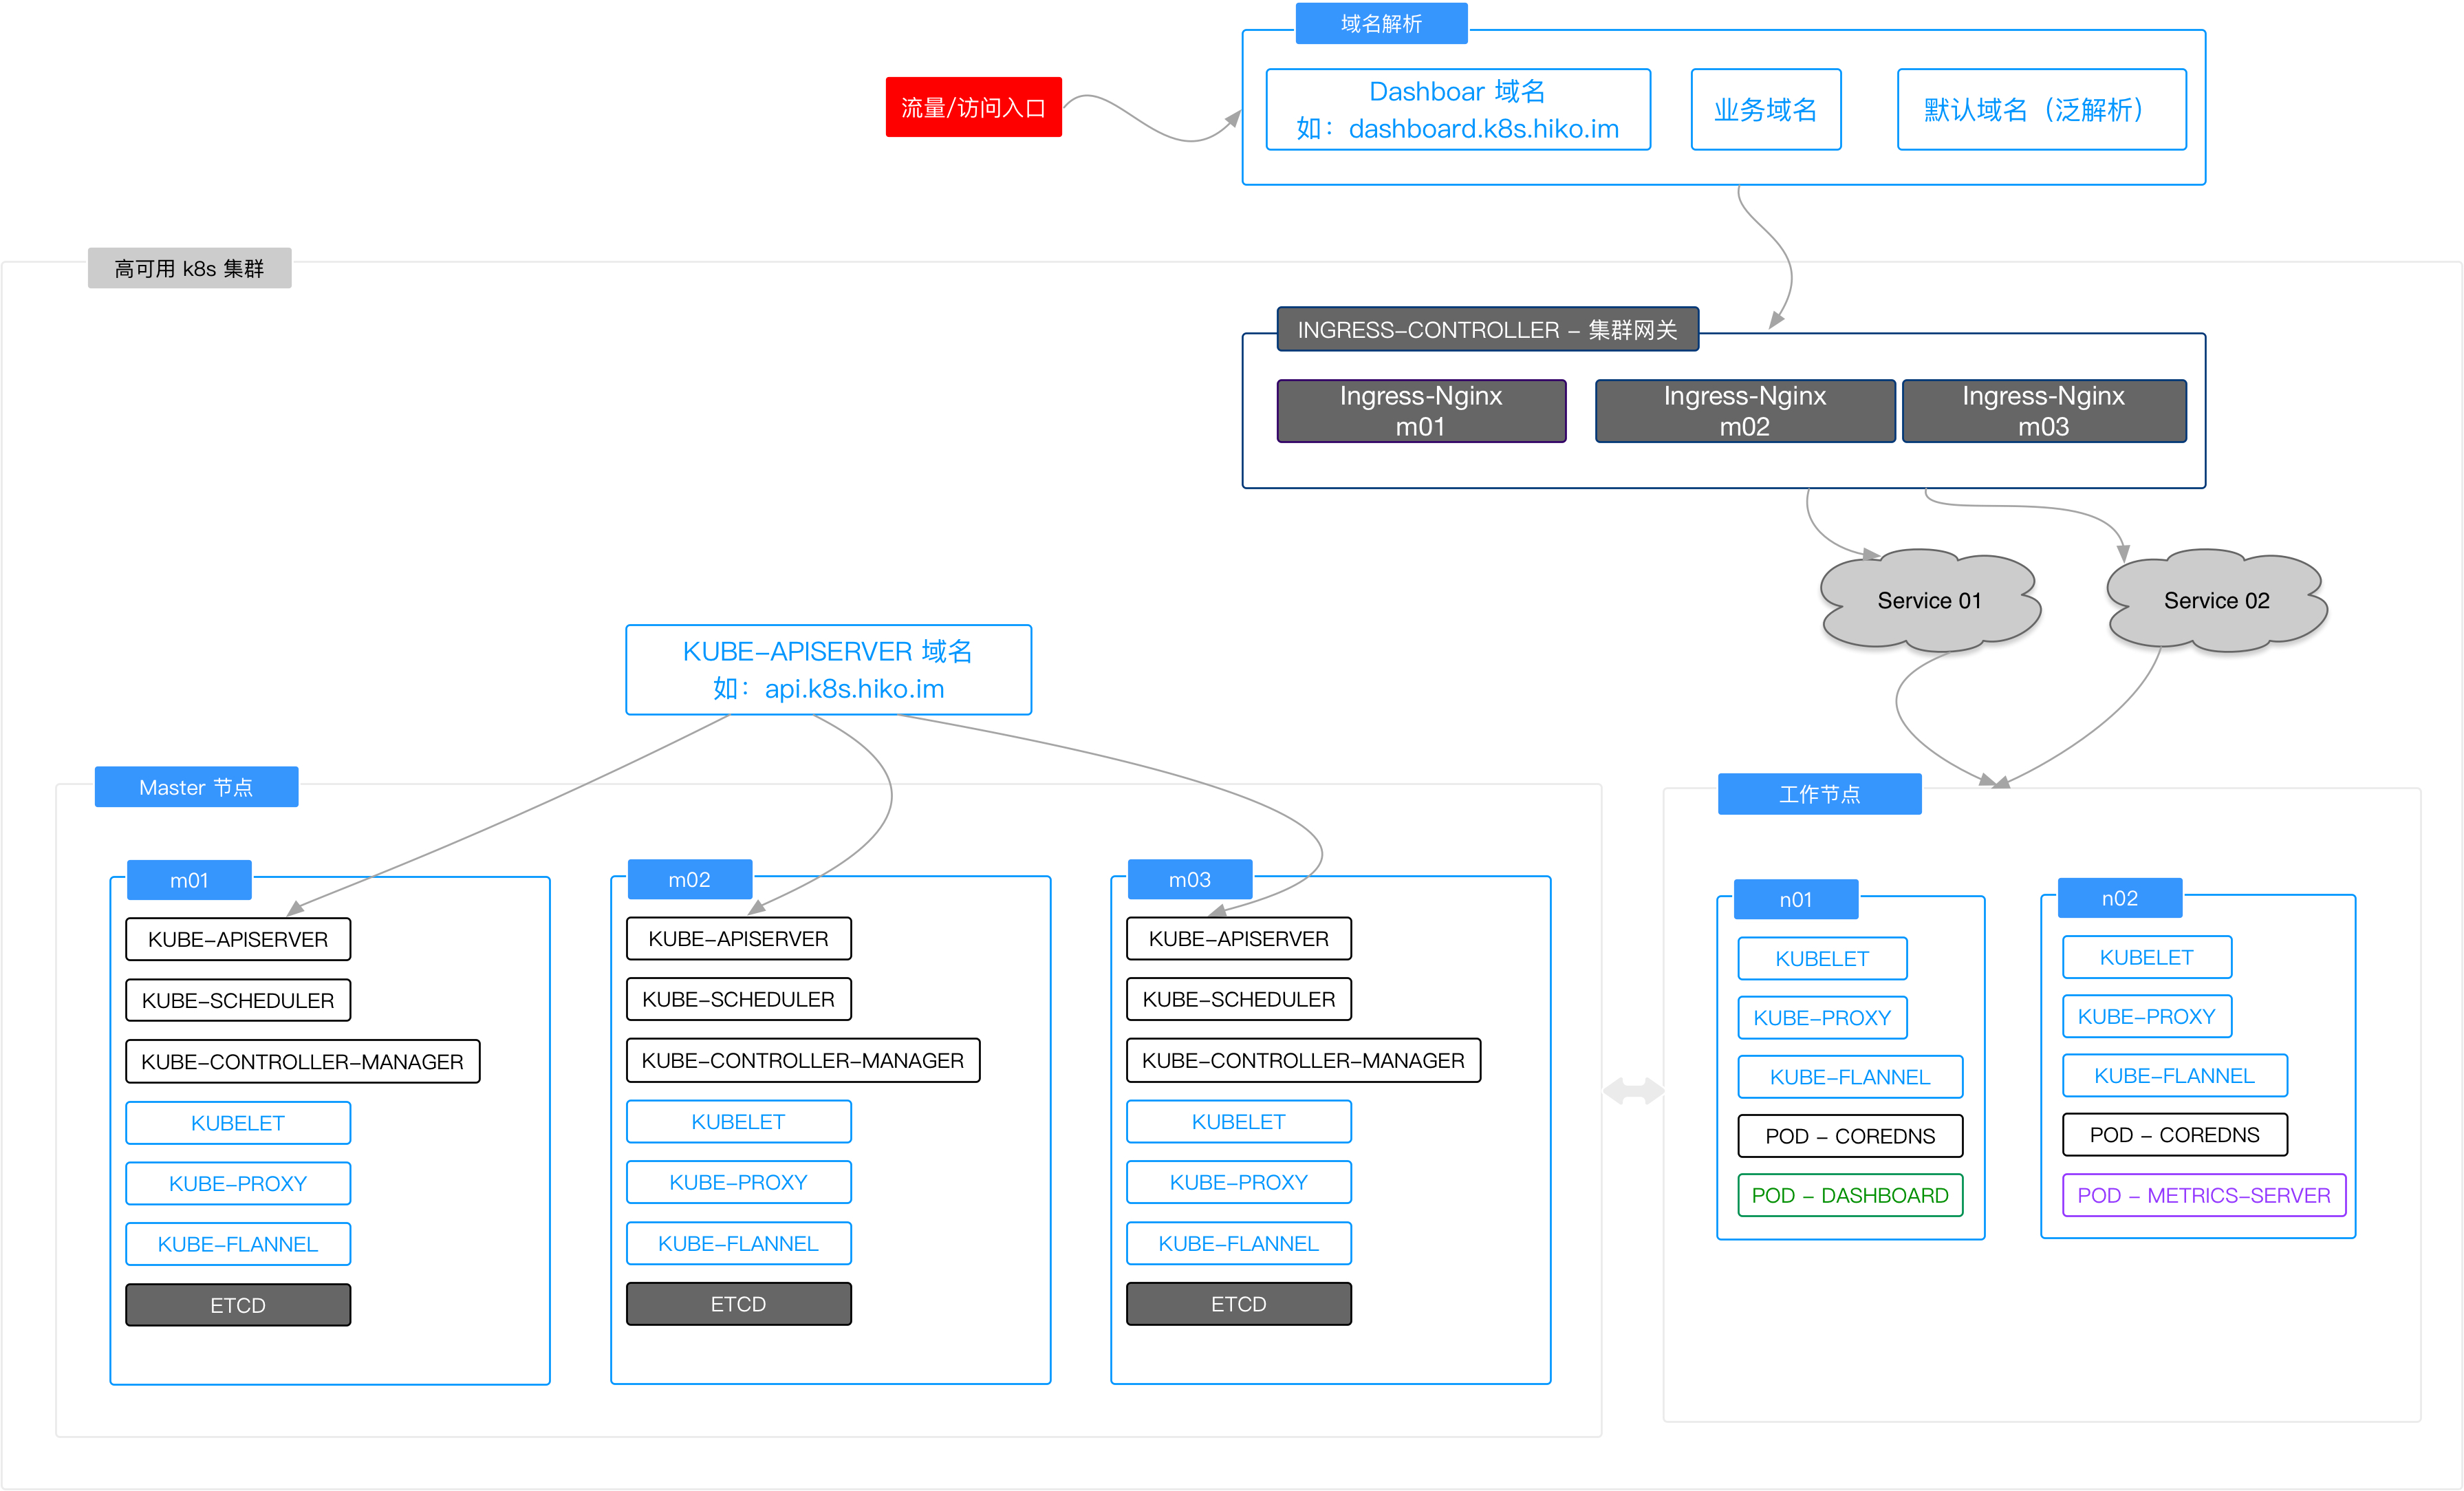 域名解析
流量/访问入口
Dashboar 域名
如：dashboard.k8s.hiko.im
业务域名
默认域名（泛解析）
高可用 k8s 集群
INGRESS-CONTROLLER - 集群网关
Ingress-Nginx
m01
Ingress-Nginx
m02
Ingress-Nginx
m03
Service 01
Service 02
KUBE-APISERVER 域名
如：api.k8s.hiko.im
Master 节点
m01
KUBE-APISERVER
KUBE-SCHEDULER
KUBE-CONTROLLER-MANAGER
KUBELET
KUBE-PROXY
KUBE-FLANNEL
ETCD
m02
KUBE-APISERVER
KUBE-SCHEDULER
KUBE-CONTROLLER-MANAGER
KUBELET
KUBE-PROXY
KUBE-FLANNEL
ETCD
m03
KUBE-APISERVER
KUBE-SCHEDULER
KUBE-CONTROLLER-MANAGER
KUBELET
KUBE-PROXY
KUBE-FLANNEL
ETCD
工作节点
n01
KUBELET
KUBE-PROXY
KUBE-FLANNEL
POD - COREDNS
POD - DASHBOARD
n02
KUBELET
KUBE-PROXY
KUBE-FLANNEL
POD - COREDNS
POD - METRICS-SERVER